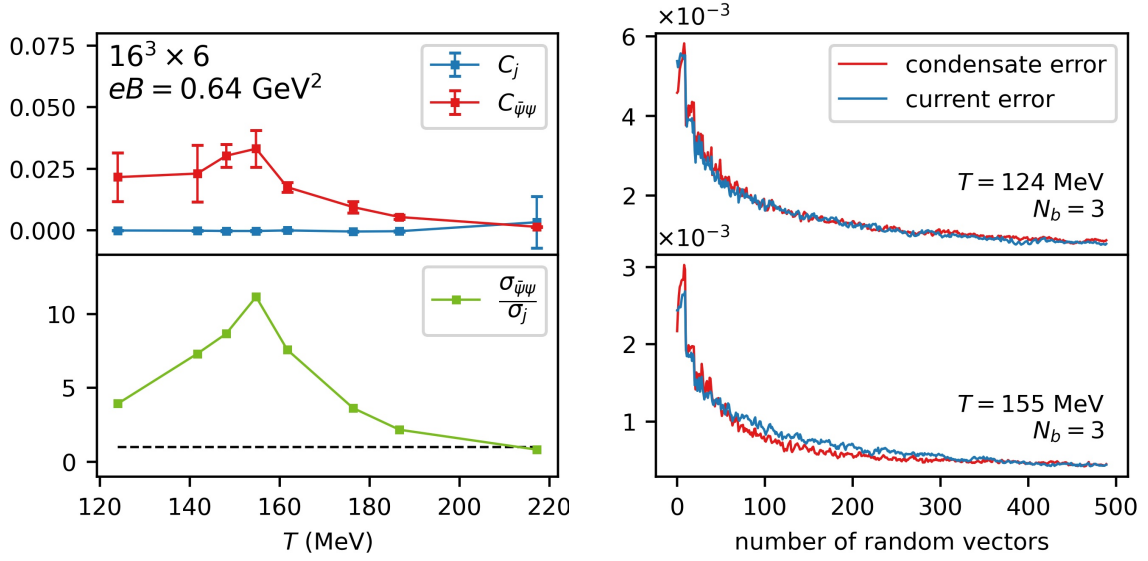 0.075
0.050
0.025
0.000
16³ × 6
eB = 0.64 GeV²
C_j
C_ψ̄ψ
10
5
0
σ_ψ̄ψ / σ_j
120 140 160 180 200 220
T (MeV)
×10⁻³
6
4
2
condensate error
current error
T = 124 MeV
N_b = 3
×10⁻³
3
2
1
T = 155 MeV
N_b = 3
0 100 200 300 400 500
number of random vectors